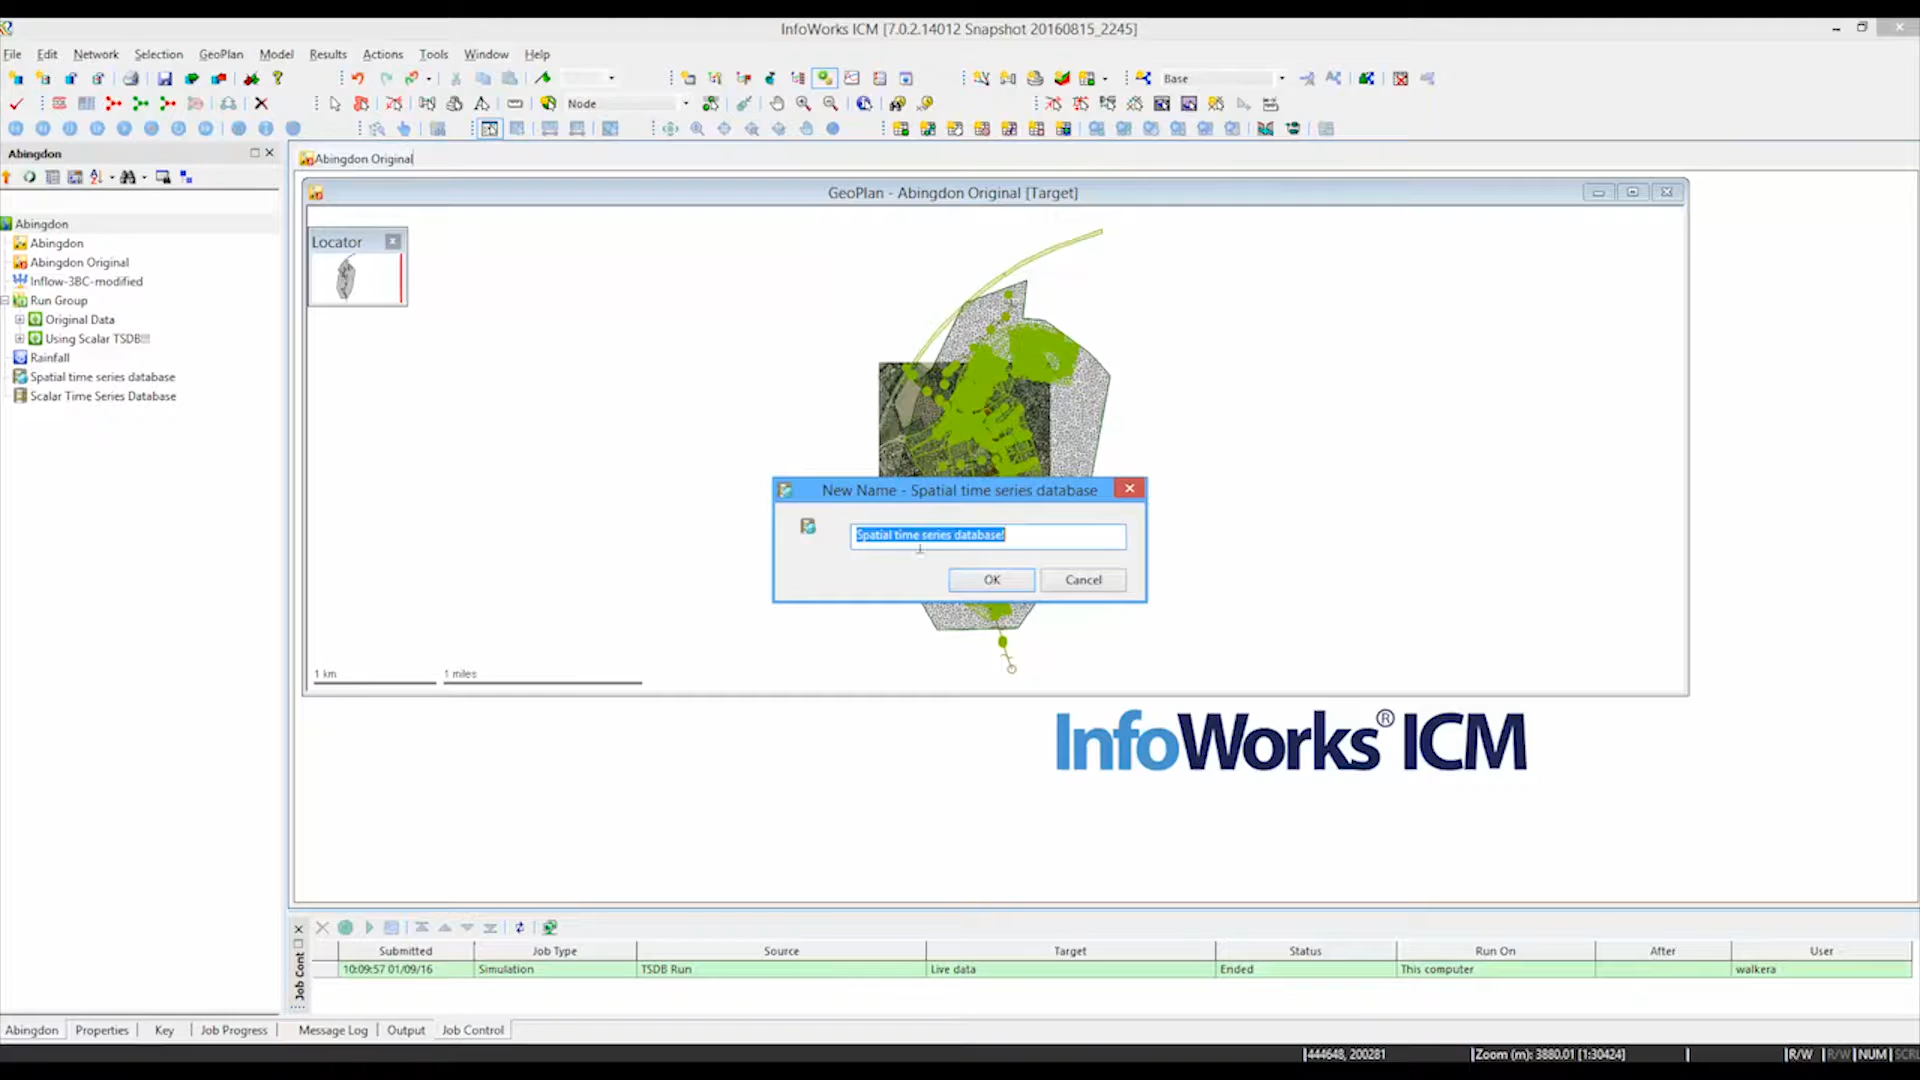 InfoWorks ICM [7.0.2.14012 Snapshot 20160815_2245]
File Edit Network Selection GeoPlan Model Results Actions Tools Window Help
Base
Node
Abingdon
Abingdon Original
GeoPlan - Abingdon Original [Target]
Locator
Abingdon
Abingdon
Abingdon Original
Inflow-3BC-modified
Run Group
Original Data
Using Scalar TSDB!!!
Rainfall
Spatial time series database
Scalar Time Series Database
New Name - Spatial time series database
Spatial time series database!
OK Cancel
1 km 1 miles
InfoWorks® ICM
Job Cont
Submitted Job Type Source Target Status Run On After User
10:09:57 01/09/16 Simulation TSDB Run Live data Ended This computer walkera
Abingdon Properties Key Job Progress Message Log Output Job Control
444648, 200281 Zoom (m): 3880.01 [1:30424] R/W R/W NUM SCRL